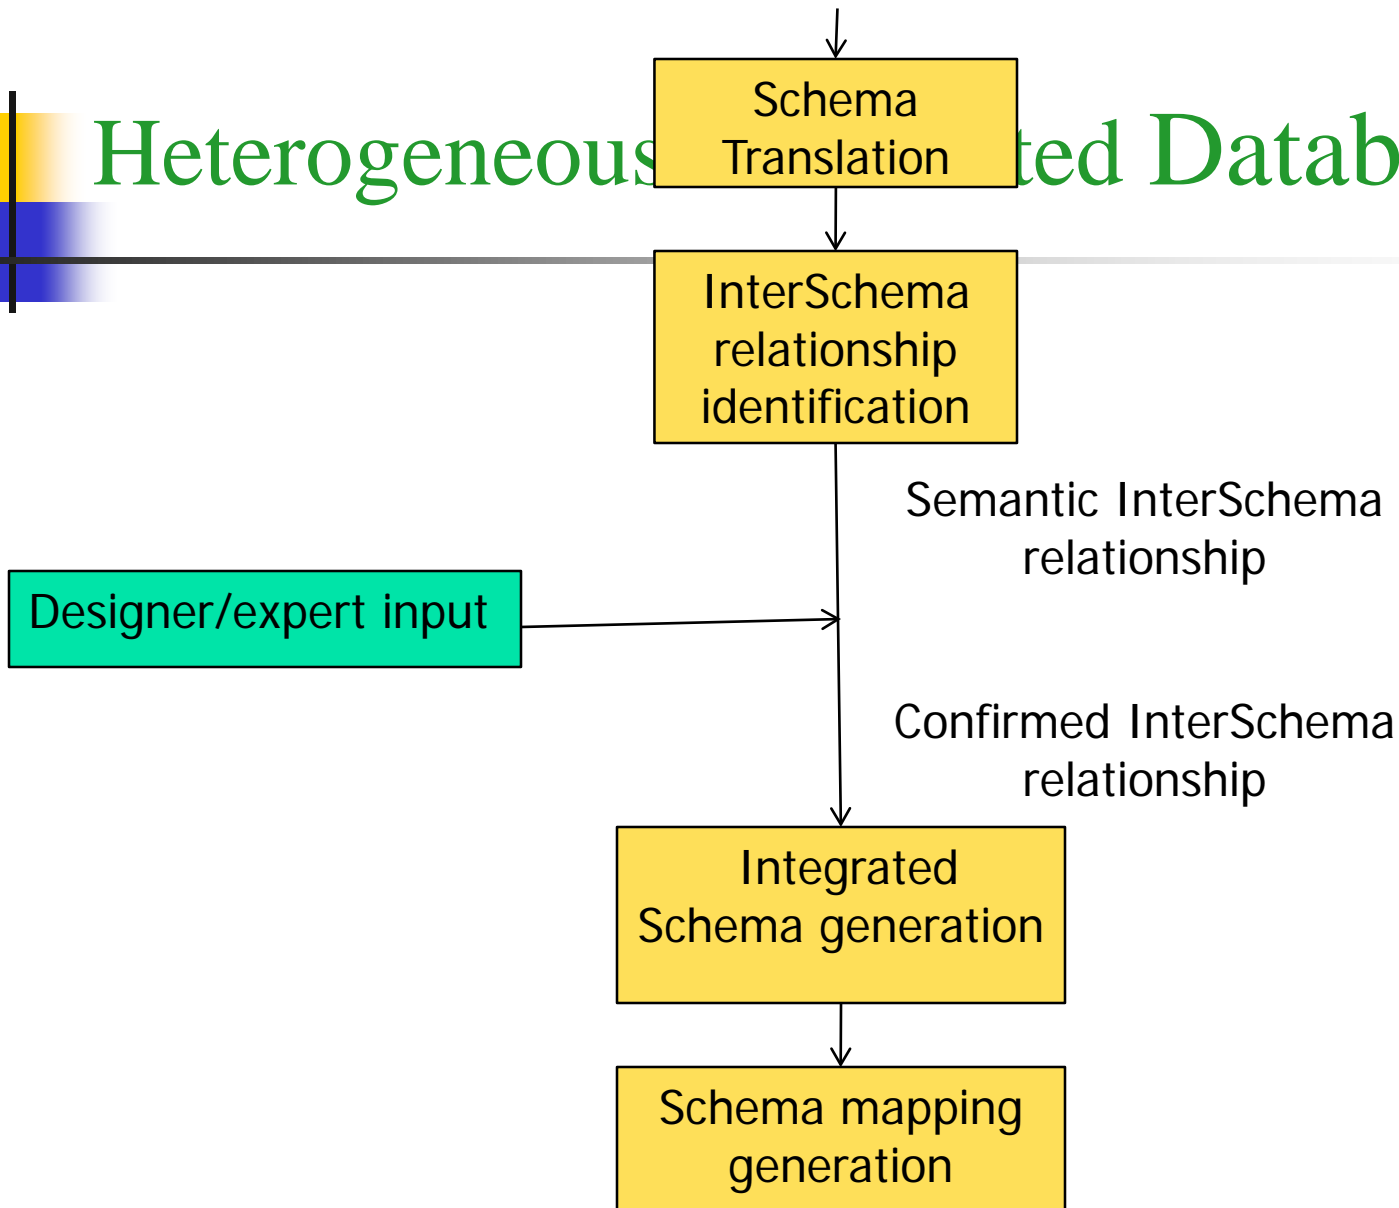 Schema
Translation
Heterogeneous ted Datab
InterSchema
relationship
identification
Semantic InterSchema
relationship
Designer/expert input
Confirmed InterSchema
relationship
Integrated
Schema generation
Schema mapping
generation